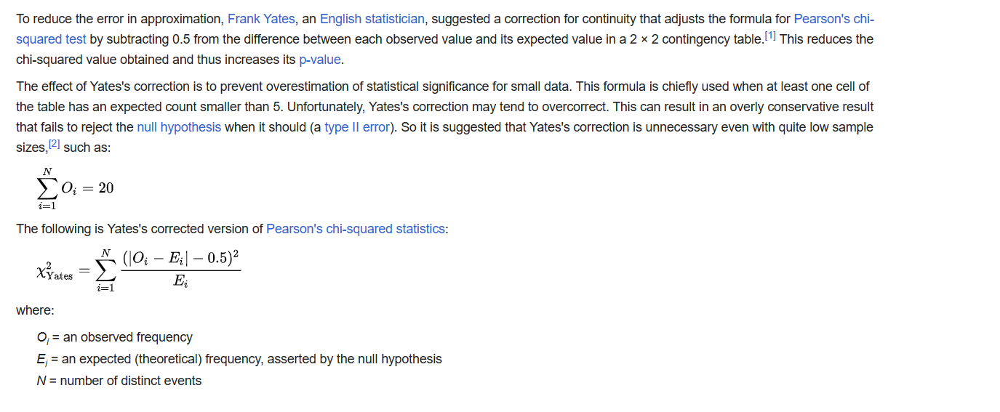 To reduce the error in approximation, Frank Yates, an English statistician, suggested a correction for continuity that adjusts the formula for Pearson's chi-
squared test by subtracting 0.5 from the difference between each observed value and its expected value in a 2 × 2 contingency table.[1] This reduces the
chi-squared value obtained and thus increases its p-value.
The effect of Yates's correction is to prevent overestimation of statistical significance for small data. This formula is chiefly used when at least one cell of
the table has an expected count smaller than 5. Unfortunately, Yates's correction may tend to overcorrect. This can result in an overly conservative result
that fails to reject the null hypothesis when it should (a type II error). So it is suggested that Yates's correction is unnecessary even with quite low sample
sizes,[2] such as:
∑_{i=1}^{N} O_i = 20
The following is Yates's corrected version of Pearson's chi-squared statistics:
χ²_{Yates} = ∑_{i=1}^{N} (|O_i − E_i| − 0.5)² / E_i
where:
O_i = an observed frequency
E_i = an expected (theoretical) frequency, asserted by the null hypothesis
N = number of distinct events